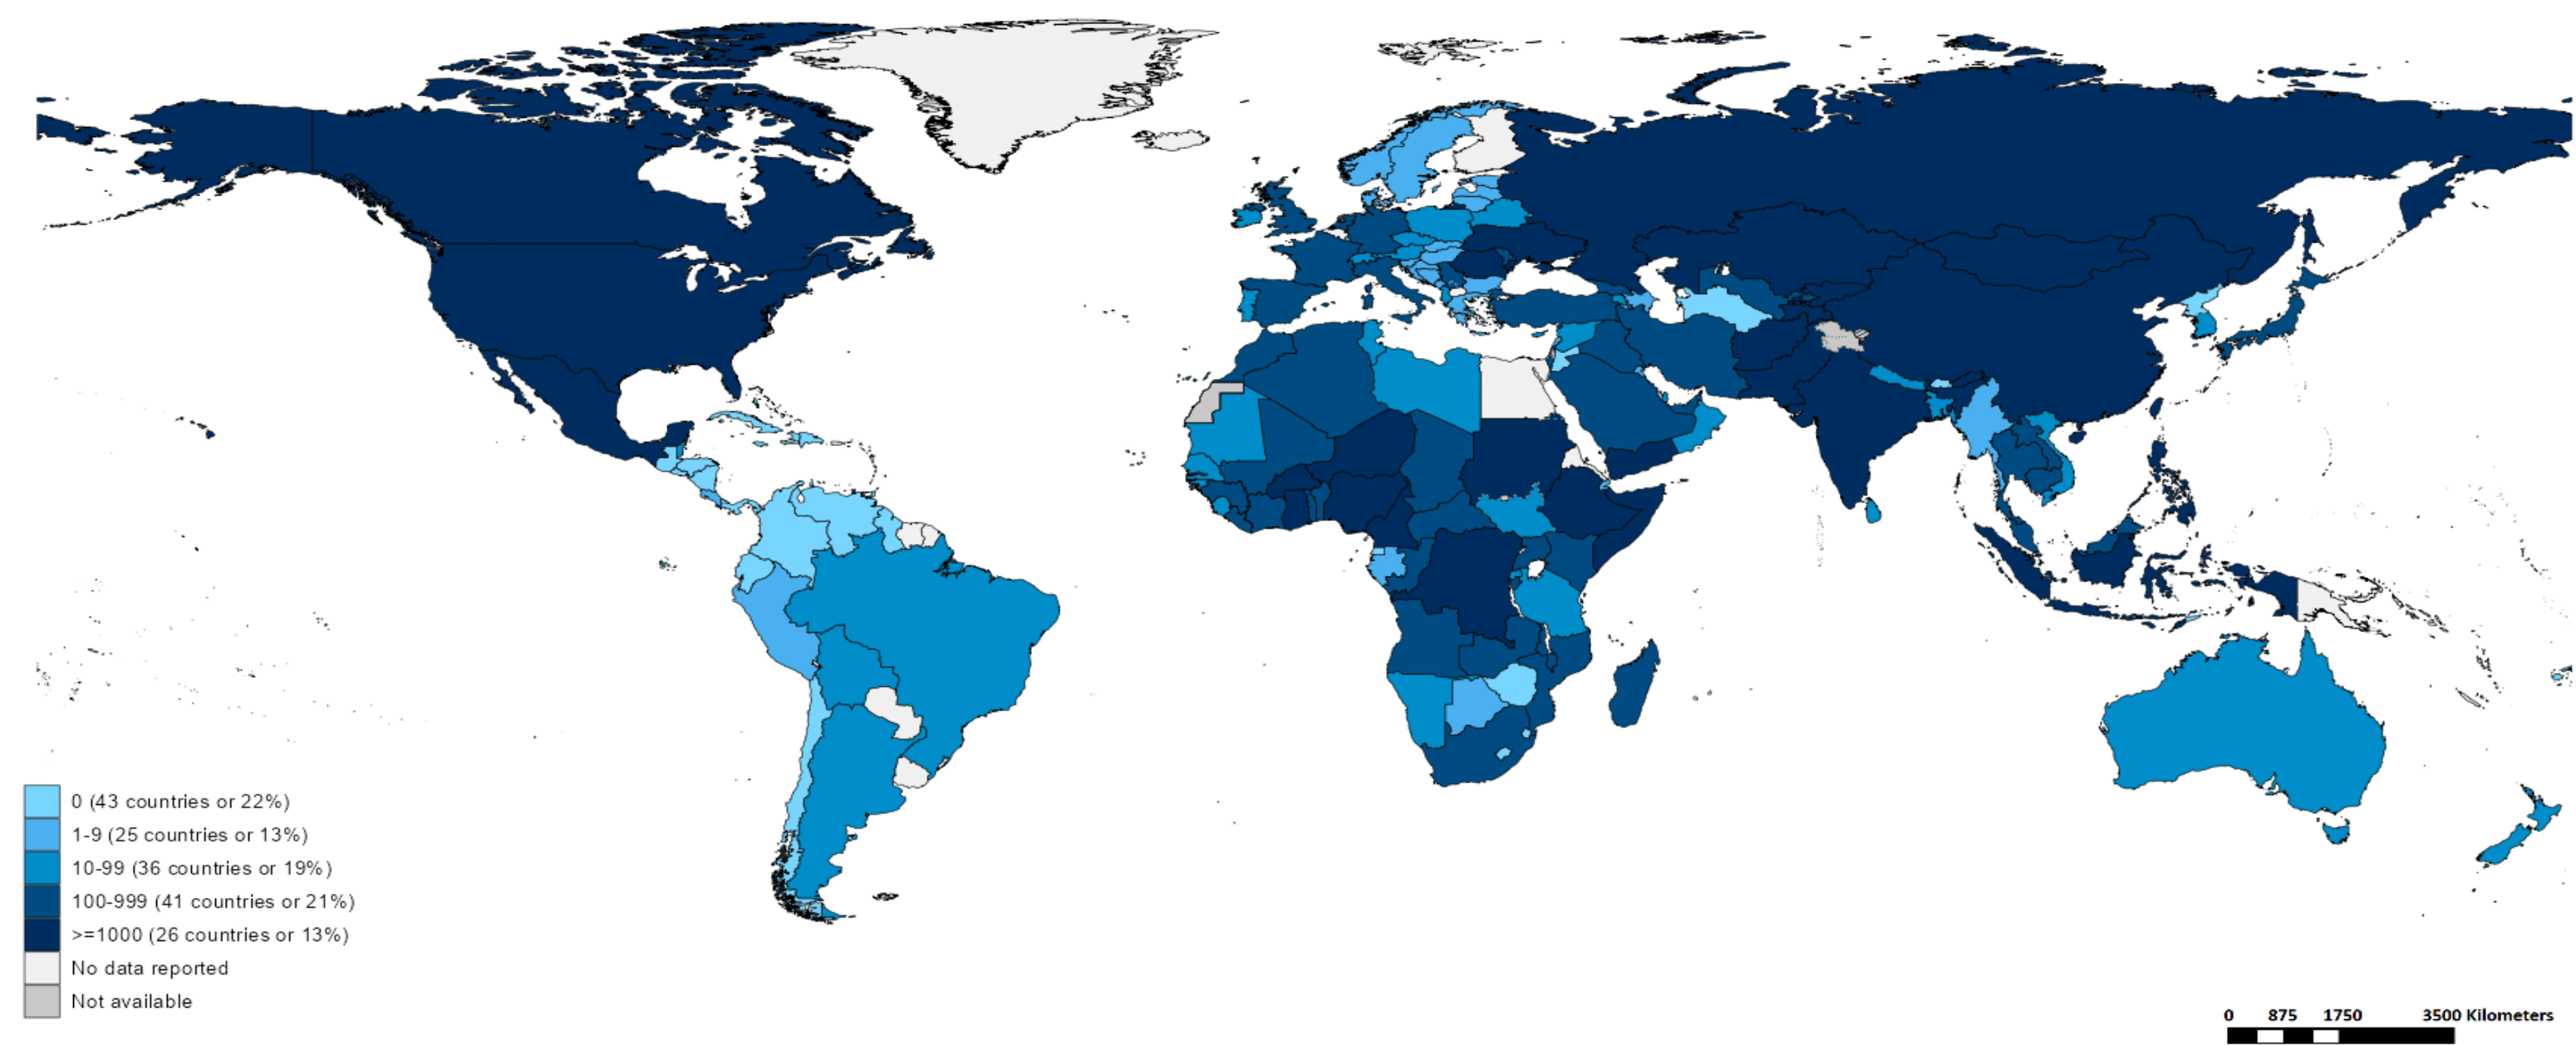 0 (43 countries or 22%)
1-9 (25 countries or 13%)
10-99 (36 countries or 19%)
100-999 (41 countries or 21%)
>=1000 (26 countries or 13%)
No data reported
Not available
0 875 1750 3500 Kilometers